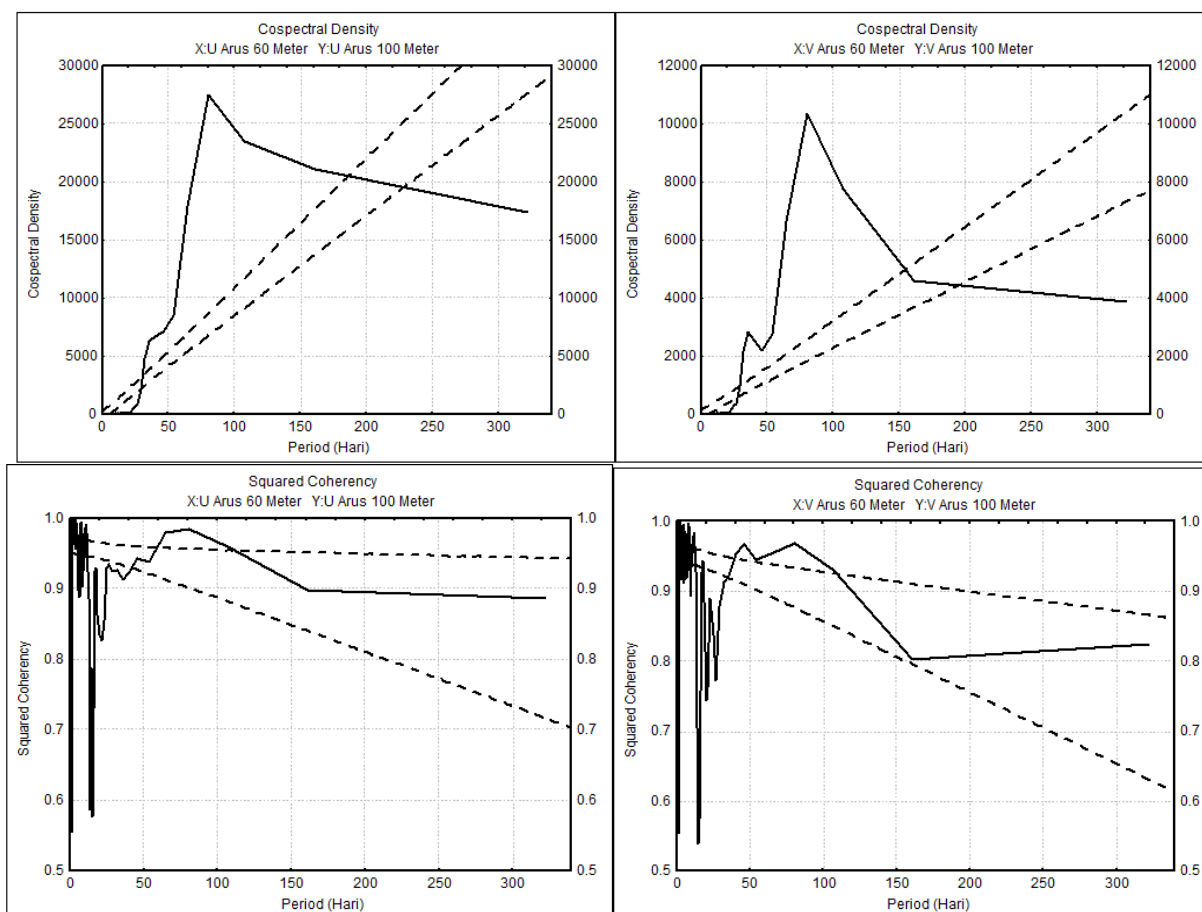 Cospectral Density
X:U Arus 60 Meter Y:U Arus 100 Meter
30000 30000
25000 25000
20000 20000
15000 15000
10000 10000
5000 5000
0 0
0 50 100 150 200 250 300
Cospectral Density
Period (Hari)
Cospectral Density
X:V Arus 60 Meter Y:V Arus 100 Meter
12000 12000
10000 10000
8000 8000
6000 6000
4000 4000
2000 2000
0 0
0 50 100 150 200 250 300
Cospectral Density
Period (Hari)
Squared Coherency
X:U Arus 60 Meter Y:U Arus 100 Meter
1.0 1.0
0.9 0.9
0.8 0.8
0.7 0.7
0.6 0.6
0.5 0.5
0 50 100 150 200 250 300
Squared Coherency
Period (Hari)
Squared Coherency
X:V Arus 60 Meter Y:V Arus 100 Meter
1.0 1.0
0.9 0.9
0.8 0.8
0.7 0.7
0.6 0.6
0.5 0.5
0 50 100 150 200 250 300
Squared Coherency
Period (Hari)